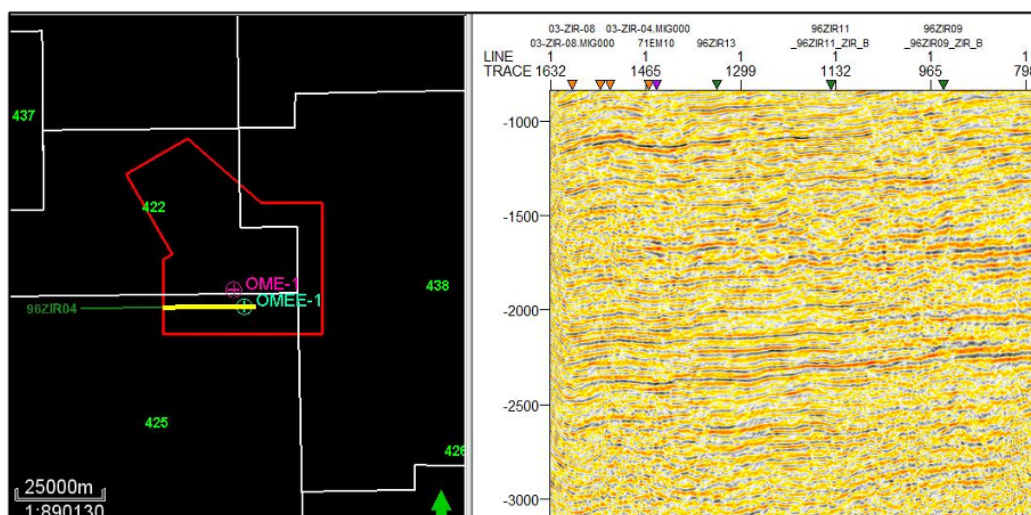 437
422
OME-1
438
OMEE-1
96ZIR04
425
426
25000m
1:890130
03-ZIR-08 03-ZIR-04.MIG000 96ZIR11 96ZIR09
03-ZIR-08.MIG000 71EM10 96ZIR13 _96ZIR11_ZIR_B _96ZIR09_ZIR_B
LINE 1 1 1 1 1
TRACE 1632 1465 1299 1132 965 798
-1000
-1500
-2000
-2500
-3000